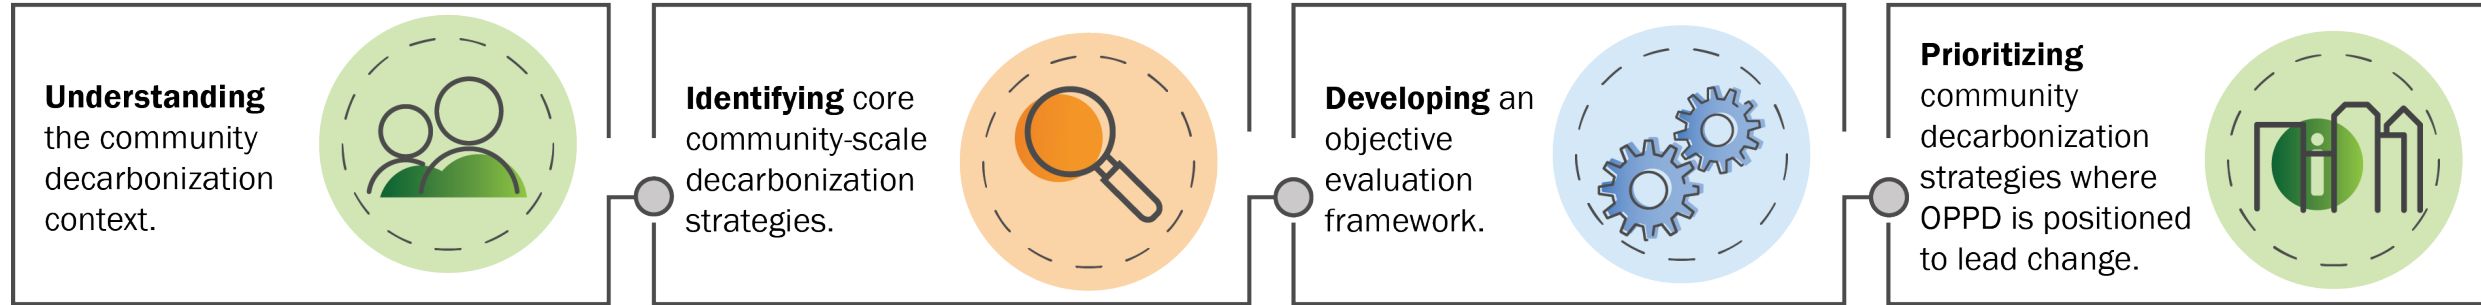 Understanding
the community
decarbonization
context.
Identifying core
community-scale
decarbonization
strategies.
Developing an
objective
evaluation
framework.
Prioritizing
community
decarbonization
strategies where
OPPD is positioned
to lead change.